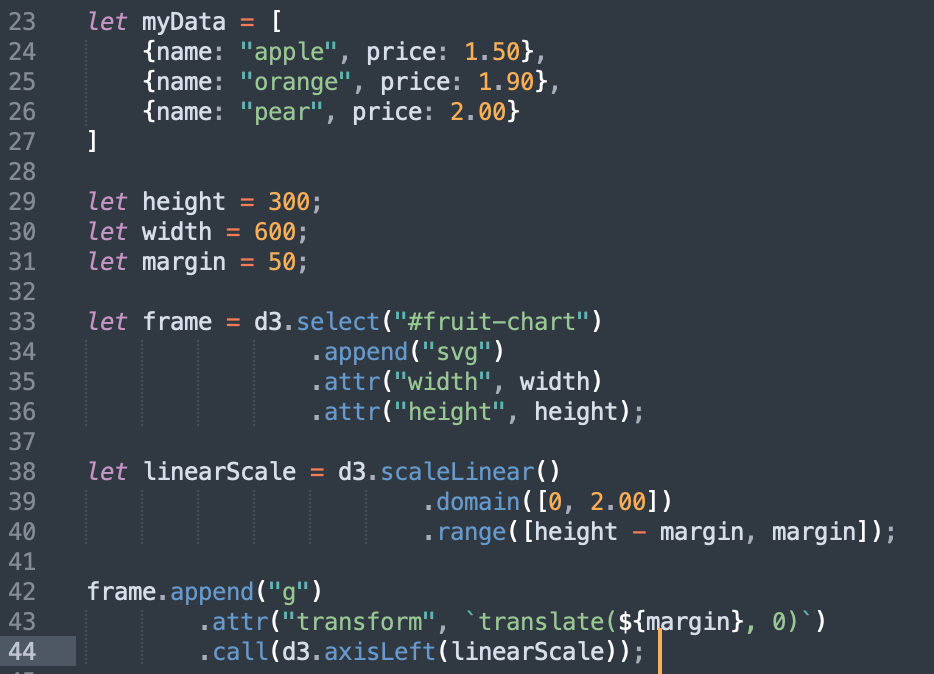 23 let myData = [
24     {name: "apple", price: 1.50},
25     {name: "orange", price: 1.90},
26     {name: "pear", price: 2.00}
27 ]
28
29 let height = 300;
30 let width = 600;
31 let margin = 50;
32
33 let frame = d3.select("#fruit-chart")
34                 .append("svg")
35                 .attr("width", width)
36                 .attr("height", height);
37
38 let linearScale = d3.scaleLinear()
39                         .domain([0, 2.00])
40                         .range([height - margin, margin]);
41
42 frame.append("g")
43         .attr("transform", `translate(${margin}, 0)`)
44         .call(d3.axisLeft(linearScale));